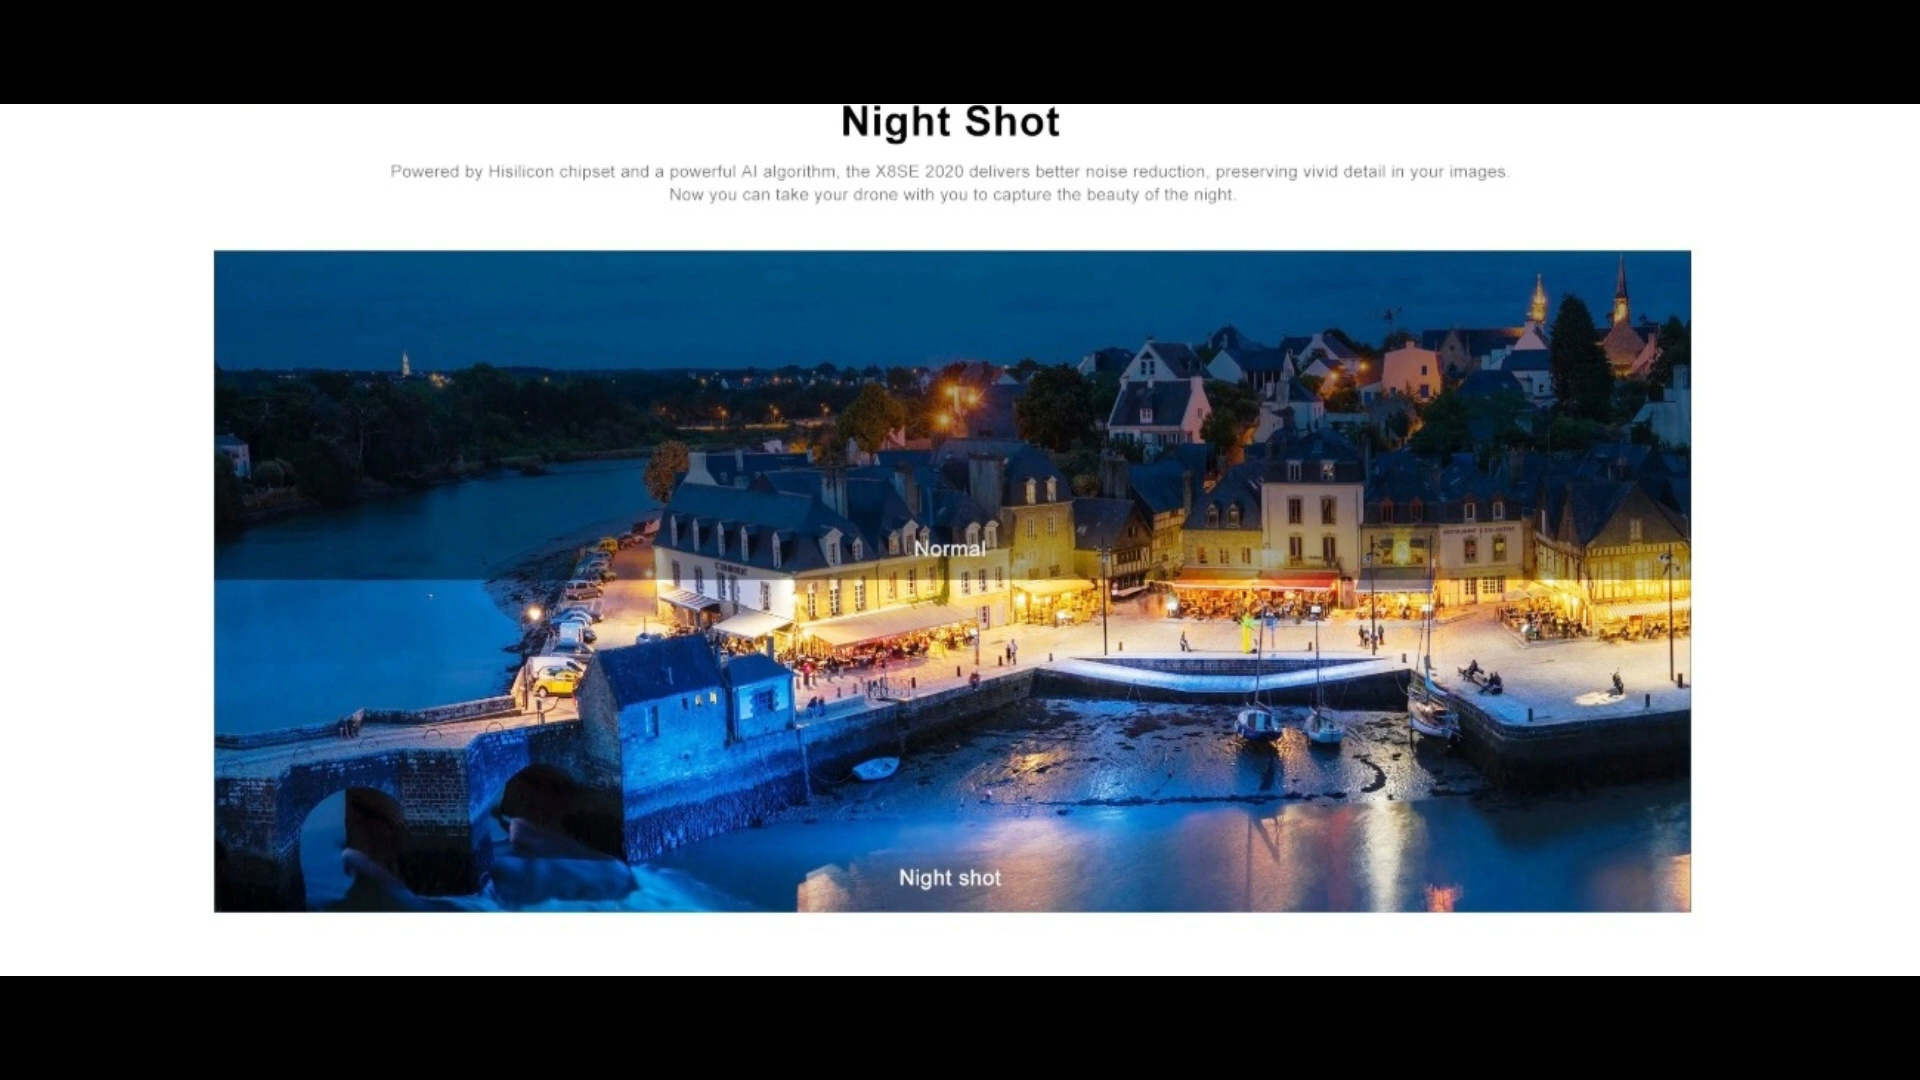 Night Shot
Powered by Hisilicon chipset and a powerful AI algorithm, the X8SE 2020 delivers better noise reduction, preserving vivid detail in your images.
Now you can take your drone with you to capture the beauty of the night.
Normal
Night shot